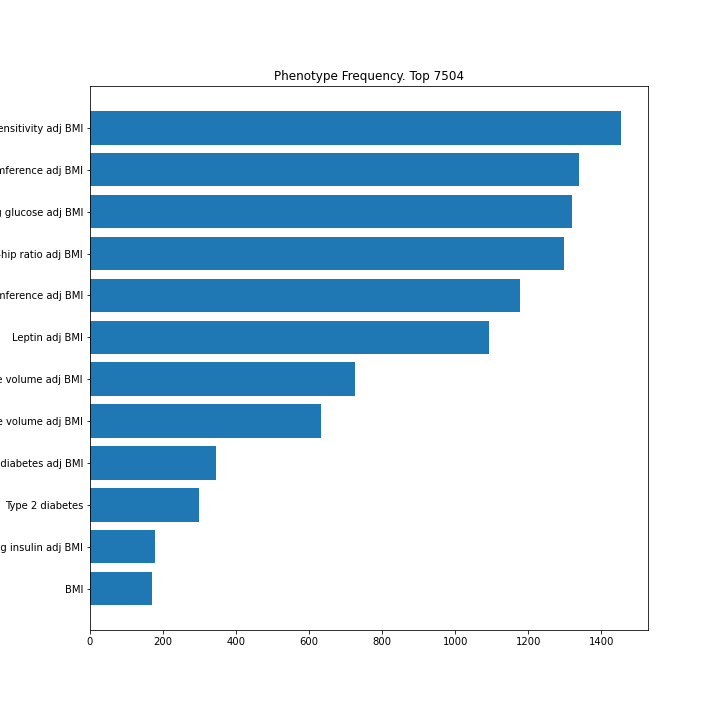 Phenotype Frequency. Top 7504
ensitivity adj BMI
mference adj BMI
g glucose adj BMI
-hip ratio adj BMI
mference adj BMI
Leptin adj BMI
e volume adj BMI
e volume adj BMI
diabetes adj BMI
Type 2 diabetes
g insulin adj BMI
BMI
0 200 400 600 800 1000 1200 1400